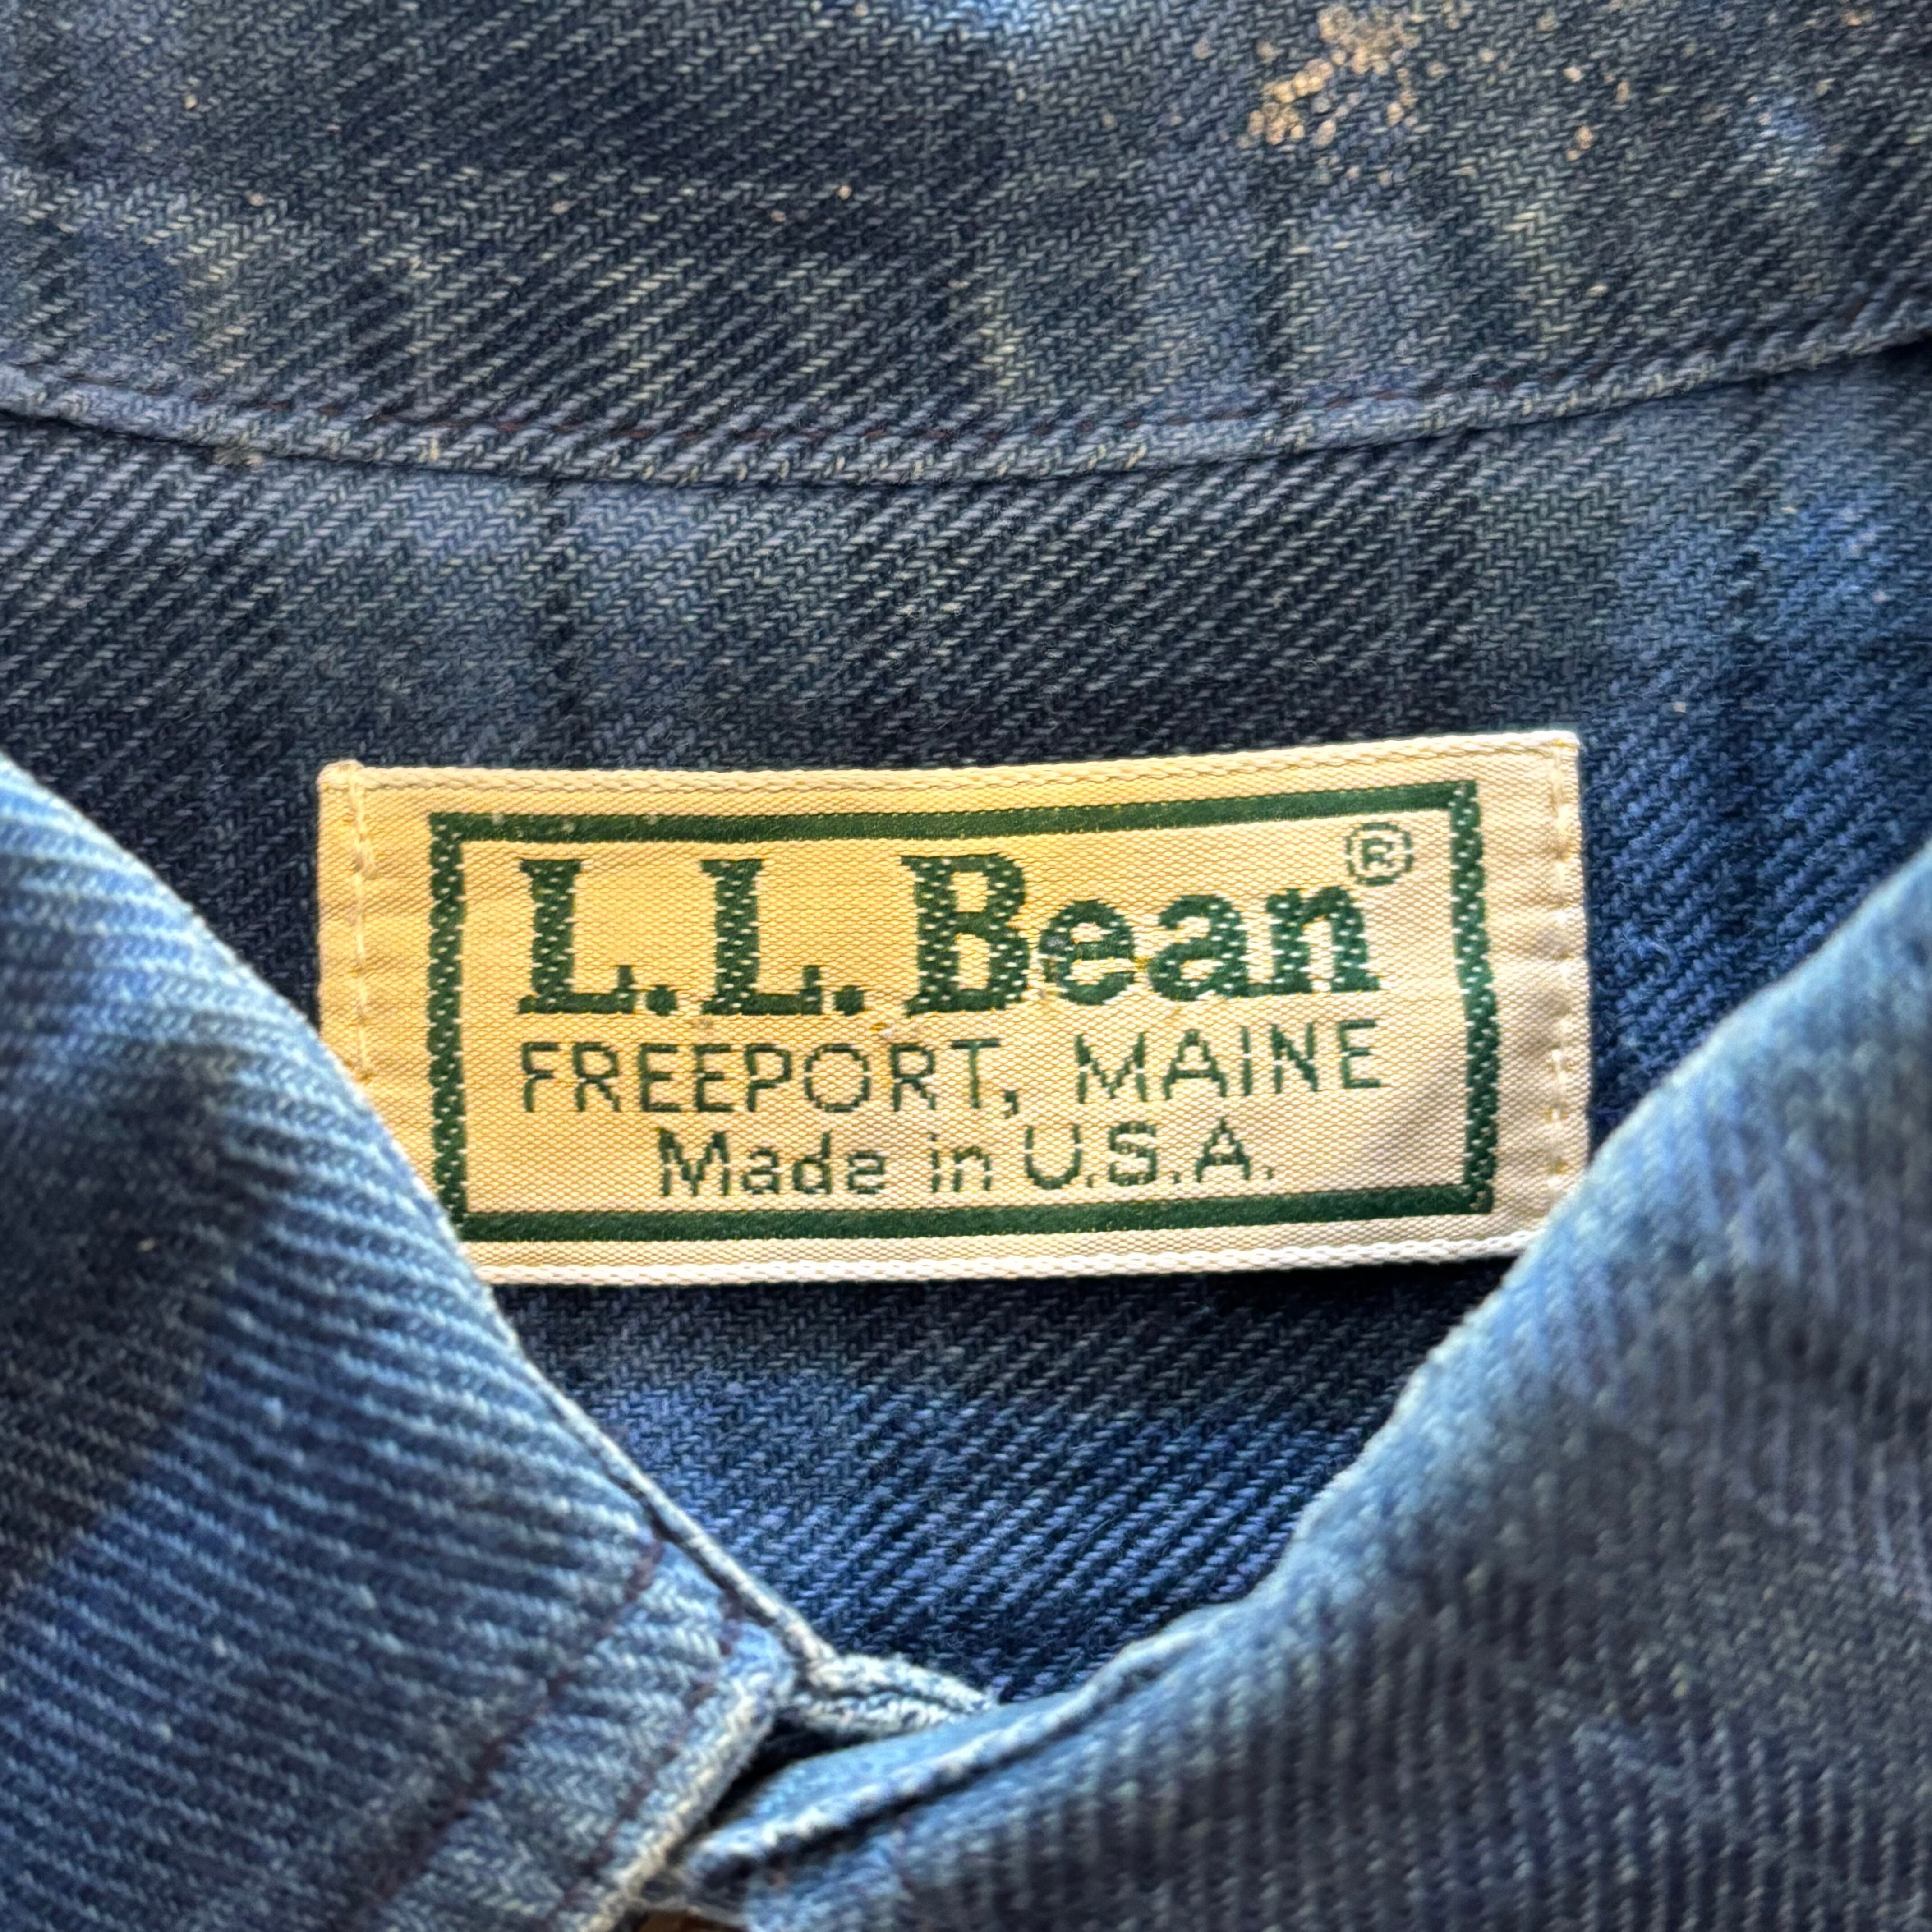 L.L.Bean®
FREEPORT, MAINE
Made in U.S.A.